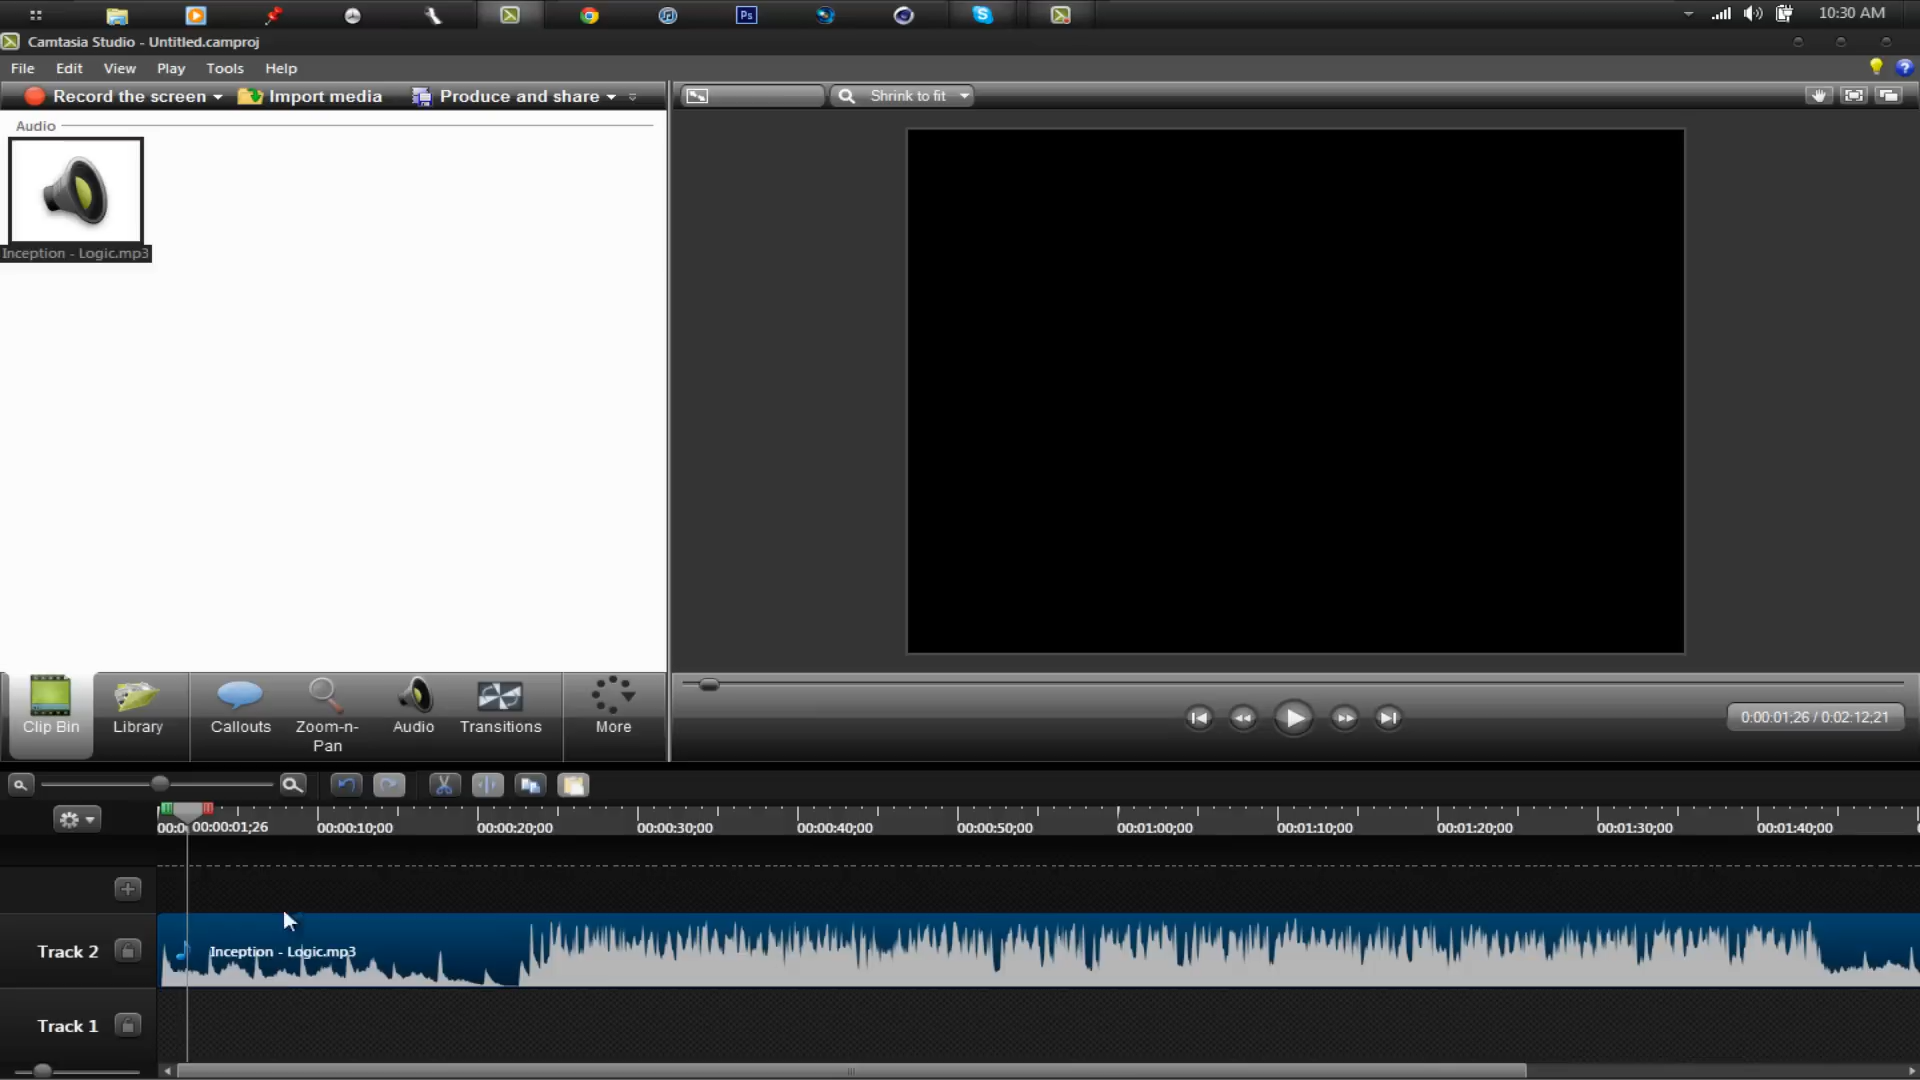 Ps
10:30 AM
Camtasia Studio - Untitled.camproj
File Edit View Play Tools Help
?
Record the screen Import media Produce and share
Shrink to fit
Audio
Inception - Logic.mp3
Clip Bin
Library
Callouts
Zoom-n-
Pan
Audio
Transitions
More
0:00:01;26 / 0:02:12;21
00:0 00:00:01;26 00:00:10;00 00:00:20;00 00:00:30;00 00:00:40;00 00:00:50;00 00:01:00;00 00:01:10;00 00:01:20;00 00:01:30;00 00:01:40;00
Track 2
Inception - Logic.mp3
Track 1